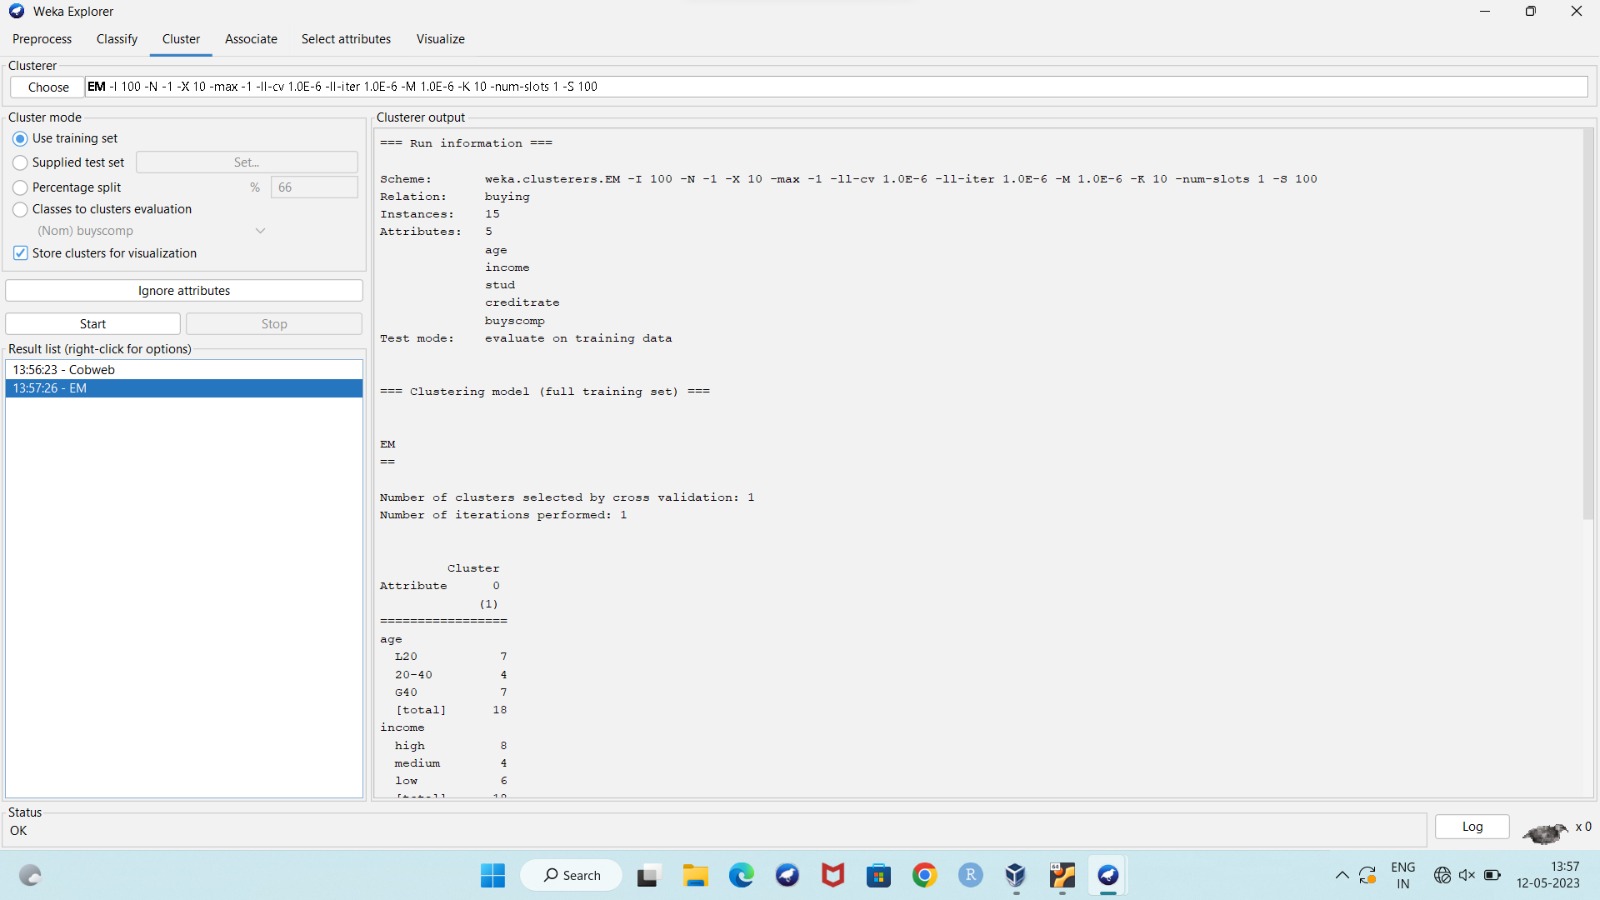 Weka Explorer
Preprocess Classify Cluster Associate Select attributes Visualize
Clusterer
Choose EM -I 100 -N -1 -X 10 -max -1 -ll-cv 1.0E-6 -ll-iter 1.0E-6 -M 1.0E-6 -K 10 -num-slots 1 -S 100
Cluster mode
Use training set
Supplied test set Set...
Percentage split % 66
Classes to clusters evaluation
(Nom) buyscomp
Store clusters for visualization
Ignore attributes
Start Stop
Result list (right-click for options)
13:56:23 - Cobweb
13:57:26 - EM
Clusterer output
=== Run information ===
Scheme: weka.clusterers.EM -I 100 -N -1 -X 10 -max -1 -ll-cv 1.0E-6 -ll-iter 1.0E-6 -M 1.0E-6 -K 10 -num-slots 1 -S 100
Relation: buying
Instances: 15
Attributes: 5
age
income
stud
creditrate
buyscomp
Test mode: evaluate on training data
=== Clustering model (full training set) ===
EM
==
Number of clusters selected by cross validation: 1
Number of iterations performed: 1
Cluster
Attribute 0
(1)
=================
age
L20 7
20-40 4
G40 7
[total] 18
income
high 8
medium 4
low 6
[total] 18
Status
OK
Log x 0
Search
ENG
IN
13:57
12-05-2023